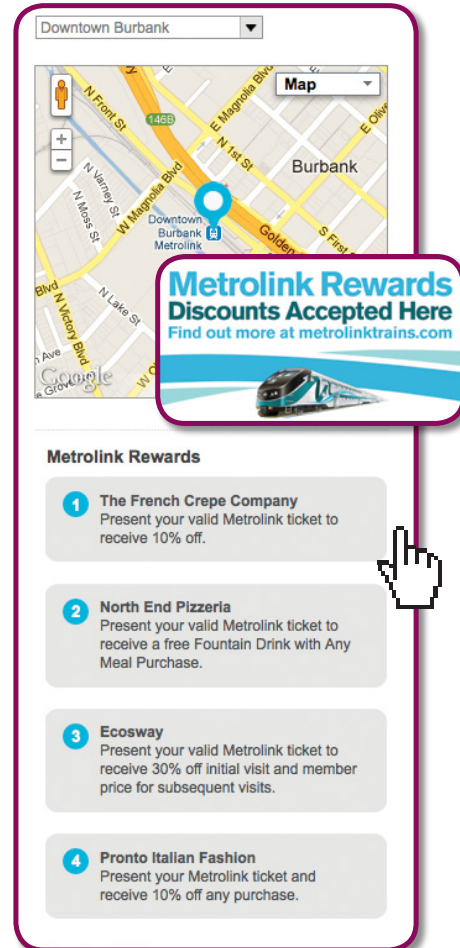 Downtown Burbank
Map
146B
N Front St
E Magnolia Blvd
E Olive
N 1st St
Burbank
N Varney St
N Moss St
W Magnolia Blvd
Downtown
Burbank
Metrolink
Golden
S First
Blvd
N Victory Blvd
N Lake St
Ave
Grove
Google
Metrolink Rewards
Discounts Accepted Here
Find out more at metrolinktrains.com
Metrolink Rewards
1 The French Crepe Company
Present your valid Metrolink ticket to
receive 10% off.
2 North End Pizzeria
Present your valid Metrolink ticket to
receive a free Fountain Drink with Any
Meal Purchase.
3 Ecosway
Present your valid Metrolink ticket to
receive 30% off initial visit and member
price for subsequent visits.
4 Pronto Italian Fashion
Present your Metrolink ticket and
receive 10% off any purchase.